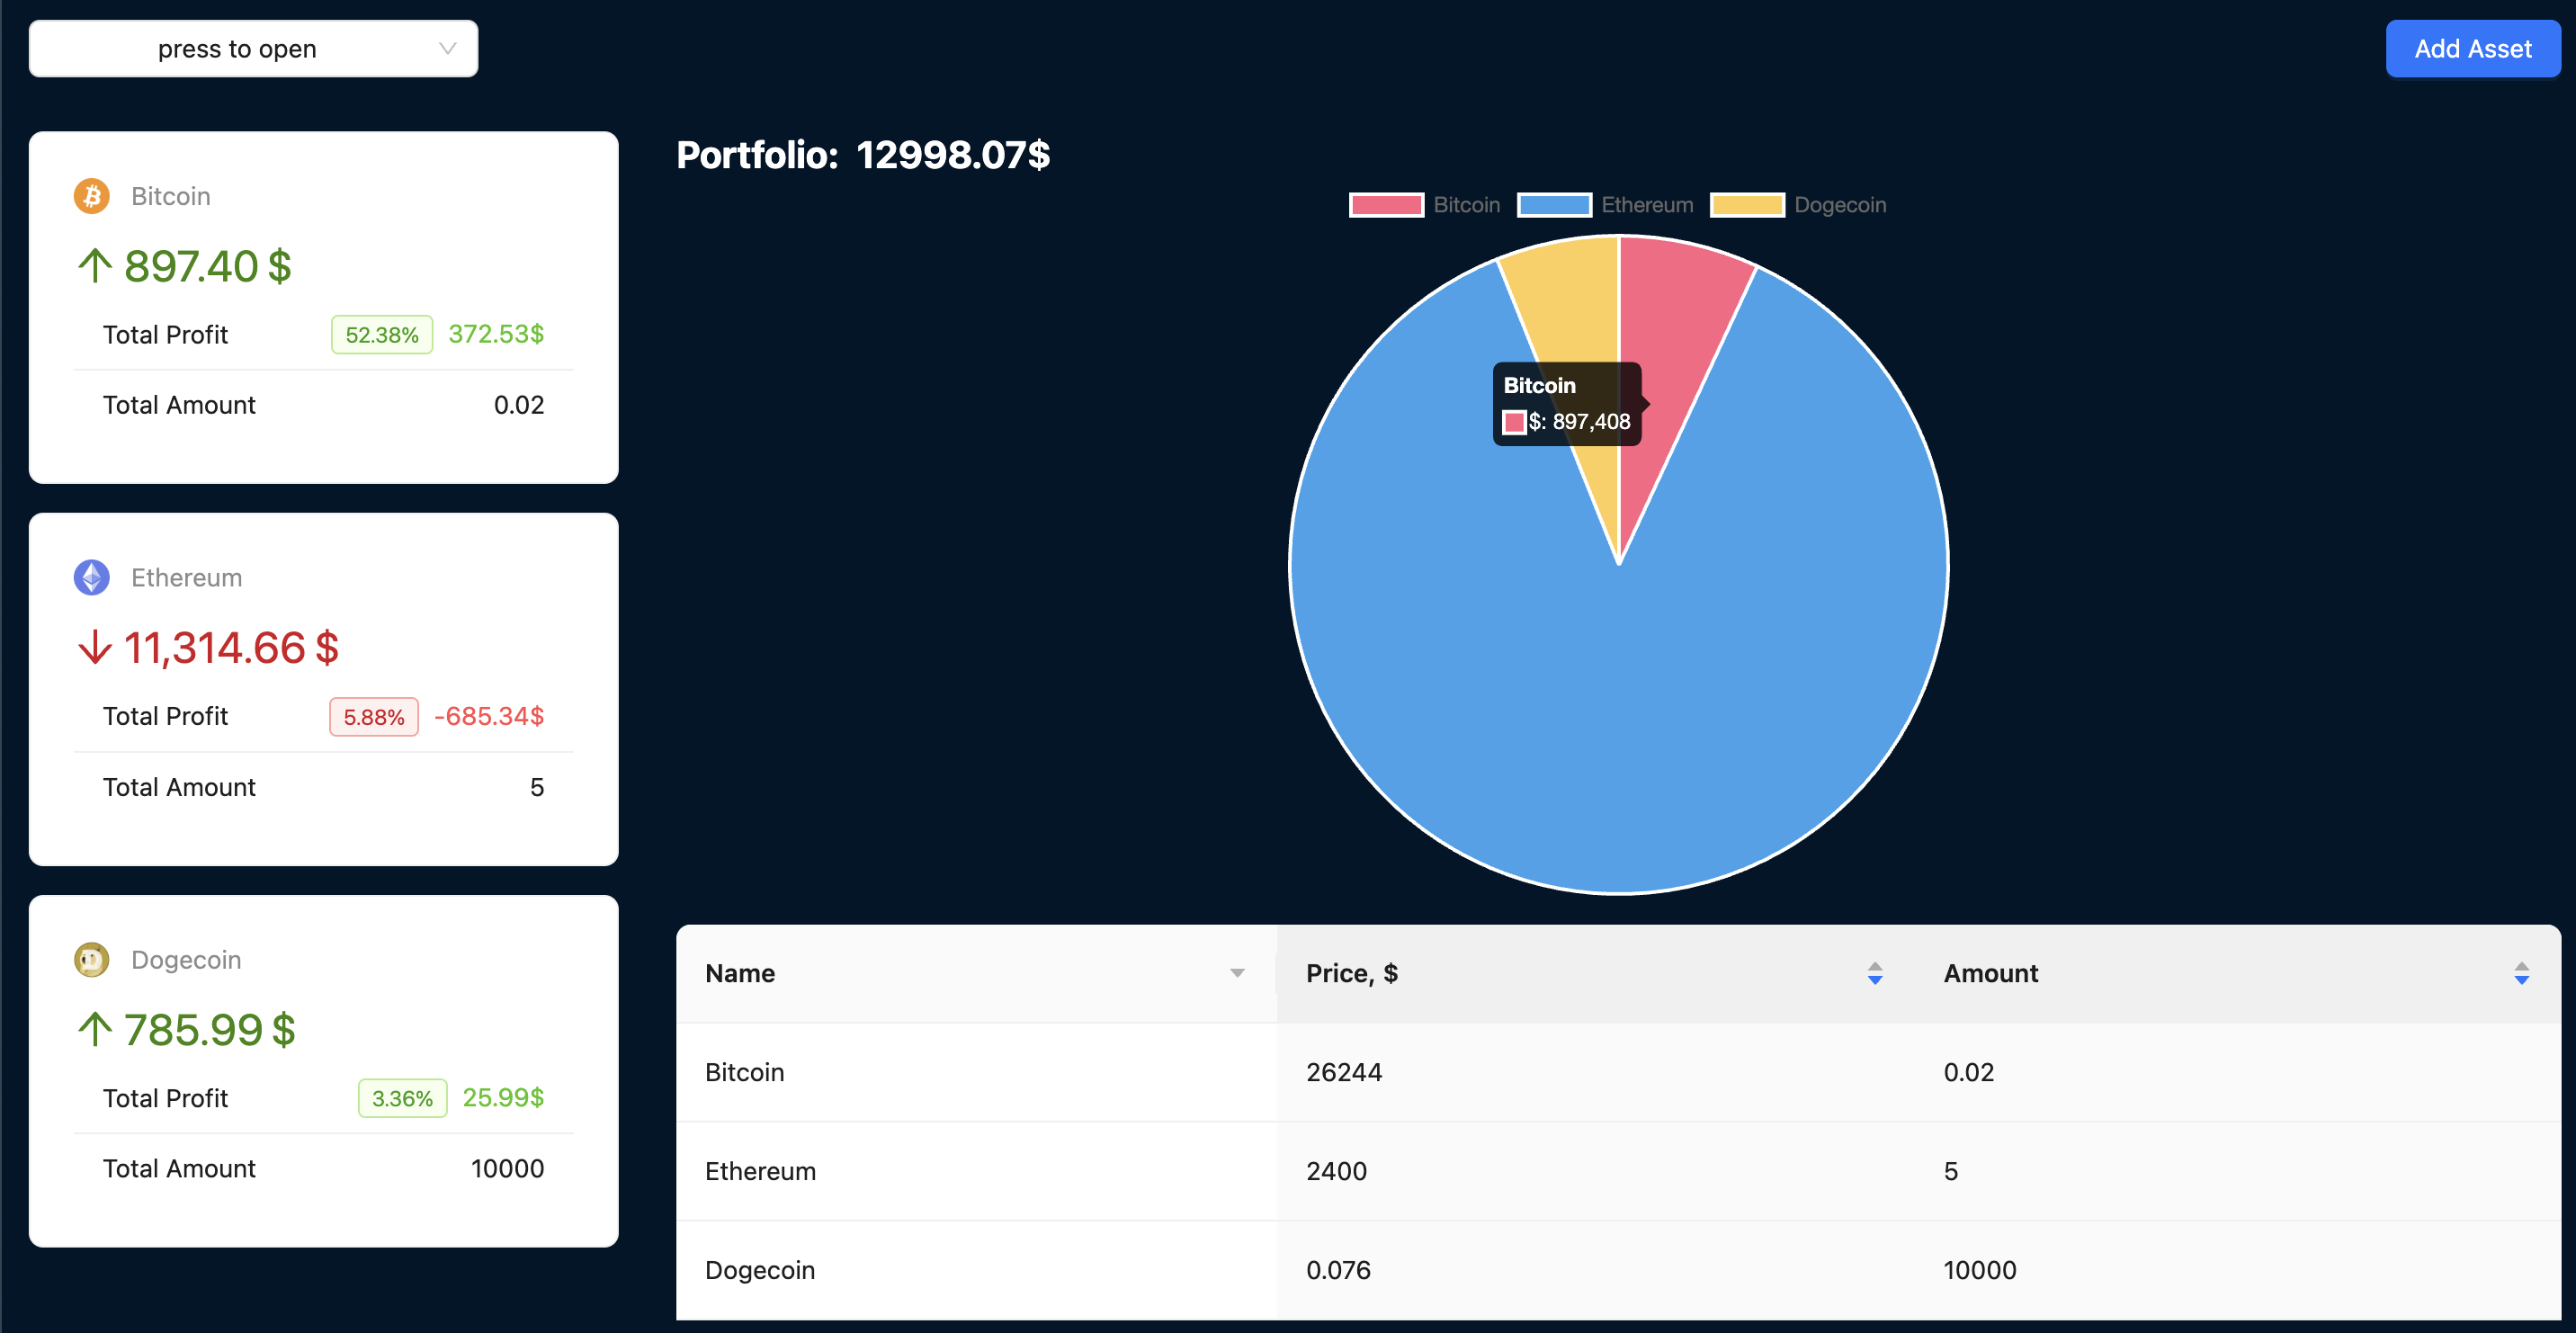 press to open
Add Asset
Bitcoin
897.40 $
Total Profit 52.38% 372.53$
Total Amount 0.02
Ethereum
11,314.66 $
Total Profit 5.88% -685.34$
Total Amount 5
Dogecoin
785.99 $
Total Profit 3.36% 25.99$
Total Amount 10000
Portfolio: 12998.07$
Bitcoin Ethereum Dogecoin
Bitcoin
$: 897,408
Name Price, $ Amount
Bitcoin 26244 0.02
Ethereum 2400 5
Dogecoin 0.076 10000